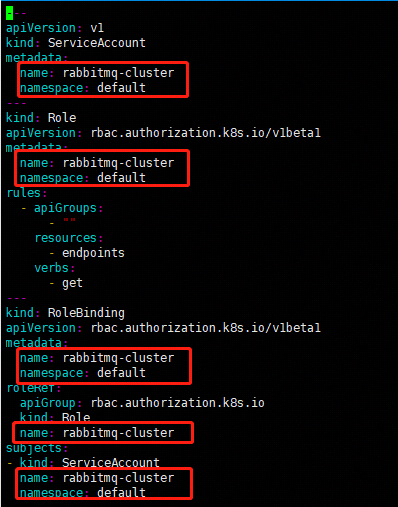 ---
apiVersion: v1
kind: ServiceAccount
metadata:
  name: rabbitmq-cluster
  namespace: default
---
kind: Role
apiVersion: rbac.authorization.k8s.io/v1beta1
metadata:
  name: rabbitmq-cluster
  namespace: default
rules:
  - apiGroups:
      - ""
    resources:
      - endpoints
    verbs:
      - get
---
kind: RoleBinding
apiVersion: rbac.authorization.k8s.io/v1beta1
metadata:
  name: rabbitmq-cluster
  namespace: default
roleRef:
  apiGroup: rbac.authorization.k8s.io
  kind: Role
  name: rabbitmq-cluster
subjects:
- kind: ServiceAccount
  name: rabbitmq-cluster
  namespace: default